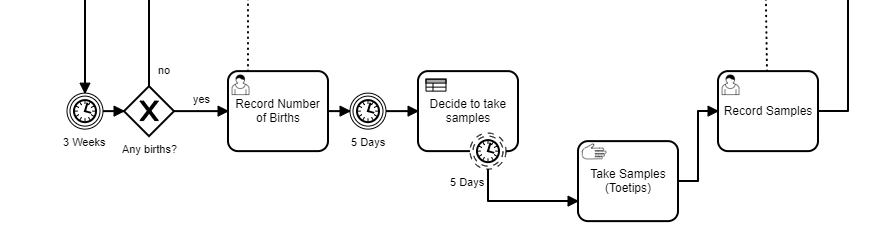 no
yes
Record Number
of Births
Decide to take
samples
Record Samples
3 Weeks
Any births?
5 Days
5 Days
Take Samples
(Toetips)